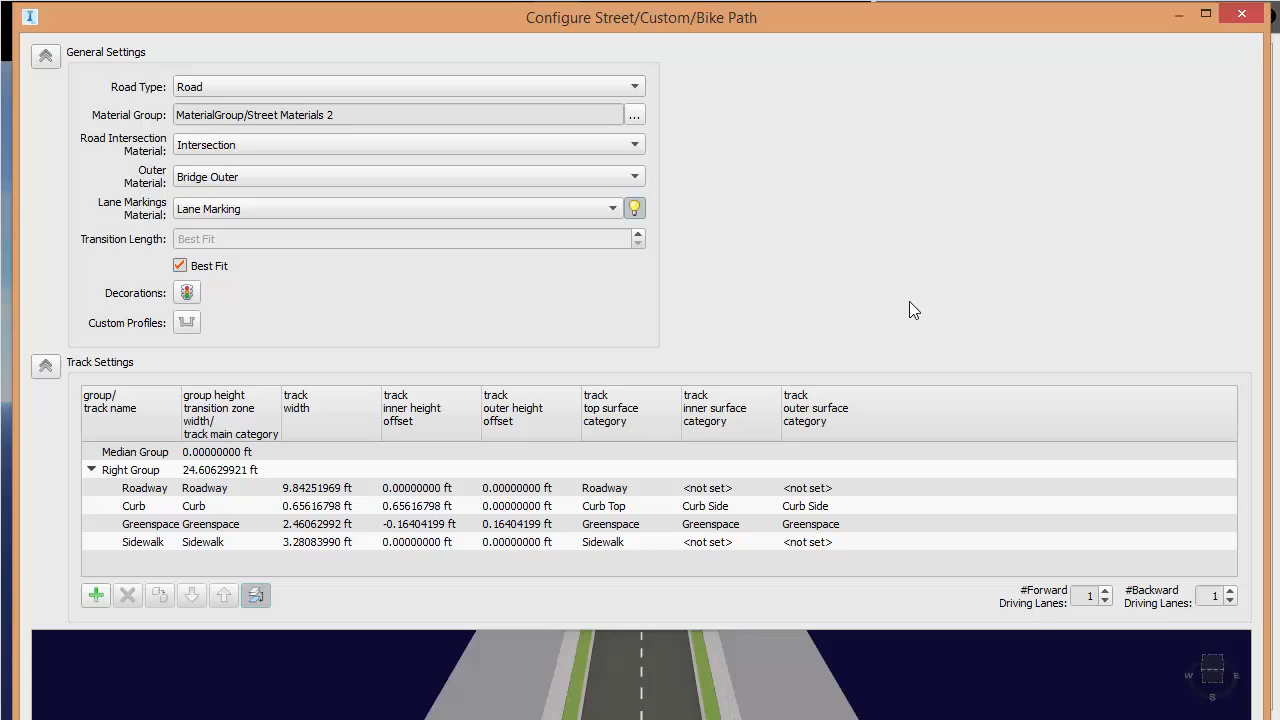 Configure Street/Custom/Bike Path
General Settings
Road Type: Road
Material Group: MaterialGroup/Street Materials 2 ...
Road Intersection
Material: Intersection
Outer
Material: Bridge Outer
Lane Markings
Material: Lane Marking
Transition Length: Best Fit
Best Fit
Decorations:
Custom Profiles:
Track Settings
group/ group height track track track track track track
track name transition zone width inner height outer height top surface inner surface outer surface
width/ offset offset category category category
track main category
Median Group 0.00000000 ft
Right Group 24.60629921 ft
Roadway Roadway 9.84251969 ft 0.00000000 ft 0.00000000 ft Roadway <not set> <not set>
Curb Curb 0.65616798 ft 0.65616798 ft 0.00000000 ft Curb Top Curb Side Curb Side
Greenspace Greenspace 2.46062992 ft -0.16404199 ft 0.16404199 ft Greenspace Greenspace Greenspace
Sidewalk Sidewalk 3.28083990 ft 0.00000000 ft 0.00000000 ft Sidewalk <not set> <not set>
#Forward
Driving Lanes: 1
#Backward
Driving Lanes: 1
W E
S